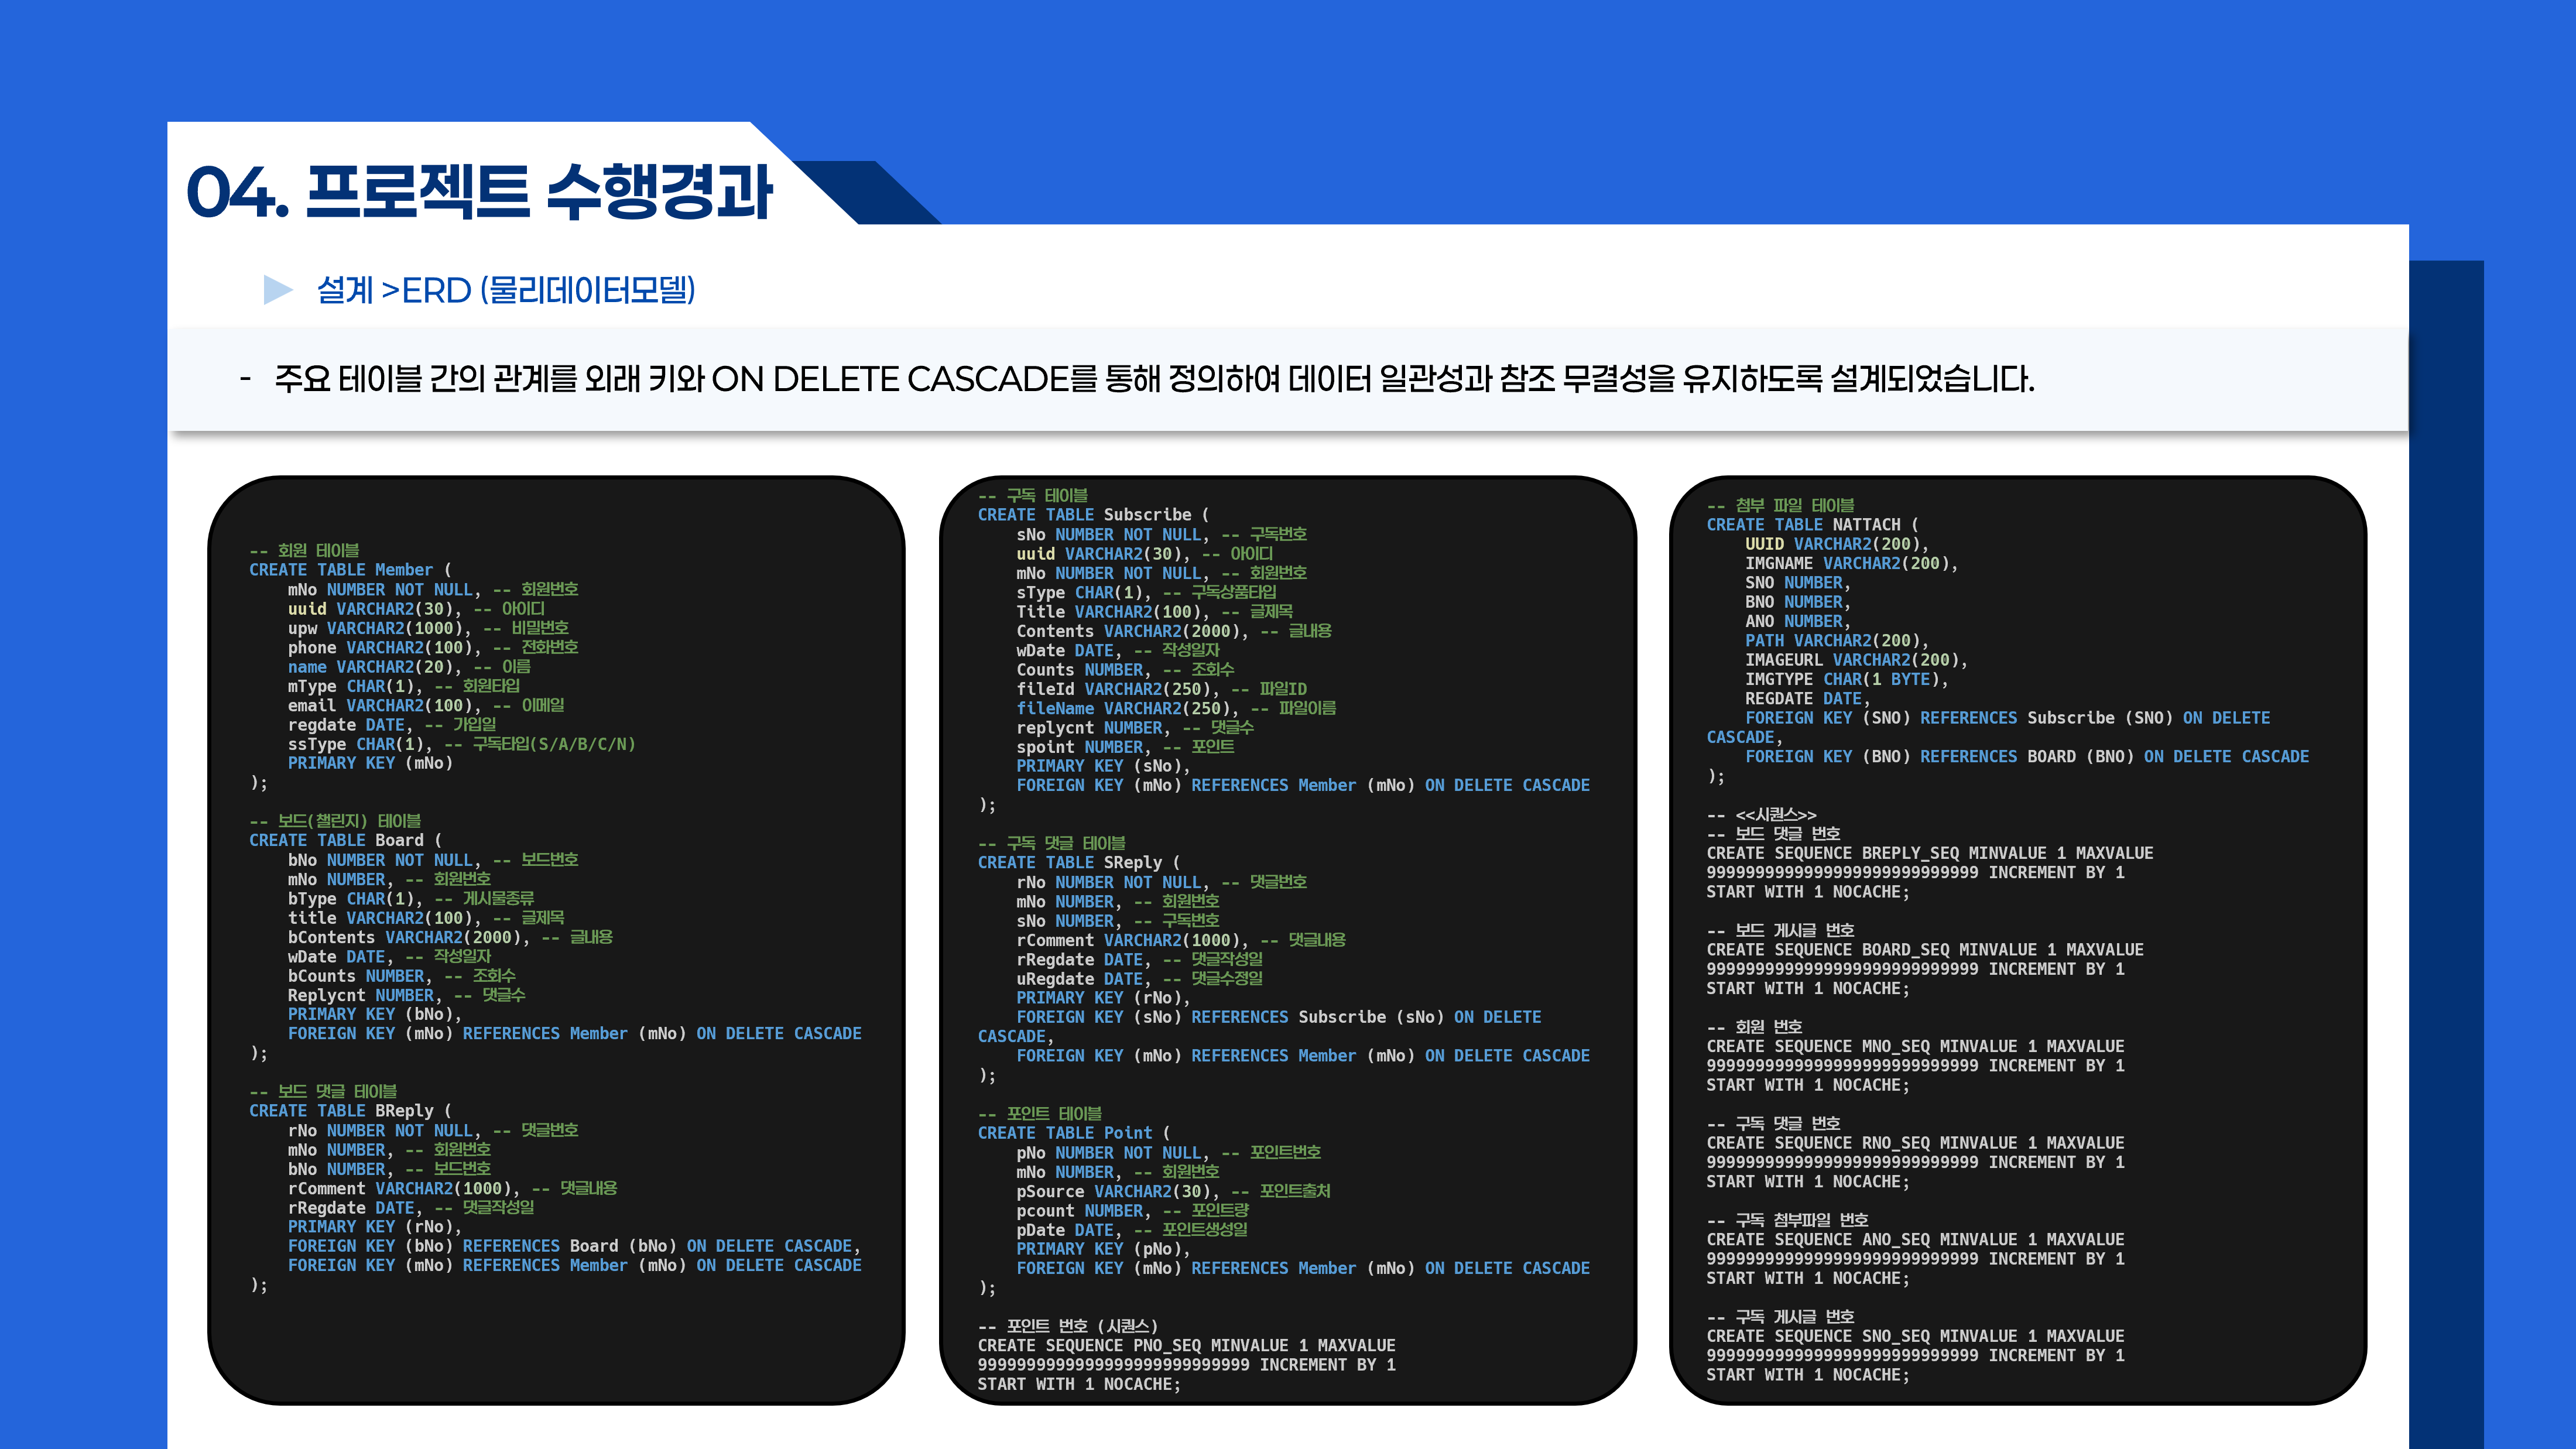 04. 프로젝트 수행경과
설계 >ERD (물리데이터모델)
- 주요 테이블 간의 관계를 외래 키와 ON DELETE CASCADE를 통해 정의하여 데이터 일관성과 참조 무결성을 유지하도록 설계되었습니다.
-- 회원 테이블
CREATE TABLE Member (
mNo NUMBER NOT NULL, -- 회원번호
uuid VARCHAR2(30), -- 아이디
upw VARCHAR2(1000), -- 비밀번호
phone VARCHAR2(100), -- 전화번호
name VARCHAR2(20), -- 이름
mType CHAR(1), -- 회원타입
email VARCHAR2(100), -- 이메일
regdate DATE, -- 가입일
ssType CHAR(1), -- 구독타입(S/A/B/C/N)
PRIMARY KEY (mNo)
);
-- 보드(챌린지) 테이블
CREATE TABLE Board (
bNo NUMBER NOT NULL, -- 보드번호
mNo NUMBER, -- 회원번호
bType CHAR(1), -- 게시물종류
title VARCHAR2(100), -- 글제목
bContents VARCHAR2(2000), -- 글내용
wDate DATE, -- 작성일자
bCounts NUMBER, -- 조회수
Replycnt NUMBER, -- 댓글수
PRIMARY KEY (bNo),
FOREIGN KEY (mNo) REFERENCES Member (mNo) ON DELETE CASCADE
);
-- 보드 댓글 테이블
CREATE TABLE BReply (
rNo NUMBER NOT NULL, -- 댓글번호
mNo NUMBER, -- 회원번호
bNo NUMBER, -- 보드번호
rComment VARCHAR2(1000), -- 댓글내용
rRegdate DATE, -- 댓글작성일
PRIMARY KEY (rNo),
FOREIGN KEY (bNo) REFERENCES Board (bNo) ON DELETE CASCADE,
FOREIGN KEY (mNo) REFERENCES Member (mNo) ON DELETE CASCADE
);
-- 구독 테이블
CREATE TABLE Subscribe (
sNo NUMBER NOT NULL, -- 구독번호
uuid VARCHAR2(30), -- 아이디
mNo NUMBER NOT NULL, -- 회원번호
sType CHAR(1), -- 구독상품타입
Title VARCHAR2(100), -- 글제목
Contents VARCHAR2(2000), -- 글내용
wDate DATE, -- 작성일자
Counts NUMBER, -- 조회수
fileId VARCHAR2(250), -- 파일ID
fileName VARCHAR2(250), -- 파일이름
replycnt NUMBER, -- 댓글수
spoint NUMBER, -- 포인트
PRIMARY KEY (sNo),
FOREIGN KEY (mNo) REFERENCES Member (mNo) ON DELETE CASCADE
);
-- 구독 댓글 테이블
CREATE TABLE SReply (
rNo NUMBER NOT NULL, -- 댓글번호
mNo NUMBER, -- 회원번호
sNo NUMBER, -- 구독번호
rComment VARCHAR2(1000), -- 댓글내용
rRegdate DATE, -- 댓글작성일
uRegdate DATE, -- 댓글수정일
PRIMARY KEY (rNo),
FOREIGN KEY (sNo) REFERENCES Subscribe (sNo) ON DELETE
CASCADE,
FOREIGN KEY (mNo) REFERENCES Member (mNo) ON DELETE CASCADE
);
-- 포인트 테이블
CREATE TABLE Point (
pNo NUMBER NOT NULL, -- 포인트번호
mNo NUMBER, -- 회원번호
pSource VARCHAR2(30), -- 포인트출처
pcount NUMBER, -- 포인트량
pDate DATE, -- 포인트생성일
PRIMARY KEY (pNo),
FOREIGN KEY (mNo) REFERENCES Member (mNo) ON DELETE CASCADE
);
-- 포인트 번호 (시퀀스)
CREATE SEQUENCE PNO_SEQ MINVALUE 1 MAXVALUE
9999999999999999999999999999 INCREMENT BY 1
START WITH 1 NOCACHE;
-- 첨부 파일 테이블
CREATE TABLE NATTACH (
UUID VARCHAR2(200),
IMGNAME VARCHAR2(200),
SNO NUMBER,
BNO NUMBER,
ANO NUMBER,
PATH VARCHAR2(200),
IMAGEURL VARCHAR2(200),
IMGTYPE CHAR(1 BYTE),
REGDATE DATE,
FOREIGN KEY (SNO) REFERENCES Subscribe (SNO) ON DELETE
CASCADE,
FOREIGN KEY (BNO) REFERENCES BOARD (BNO) ON DELETE CASCADE
);
-- <<시퀀스>>
-- 보드 댓글 번호
CREATE SEQUENCE BREPLY_SEQ MINVALUE 1 MAXVALUE
9999999999999999999999999999 INCREMENT BY 1
START WITH 1 NOCACHE;
-- 보드 게시글 번호
CREATE SEQUENCE BOARD_SEQ MINVALUE 1 MAXVALUE
9999999999999999999999999999 INCREMENT BY 1
START WITH 1 NOCACHE;
-- 회원 번호
CREATE SEQUENCE MNO_SEQ MINVALUE 1 MAXVALUE
9999999999999999999999999999 INCREMENT BY 1
START WITH 1 NOCACHE;
-- 구독 댓글 번호
CREATE SEQUENCE RNO_SEQ MINVALUE 1 MAXVALUE
9999999999999999999999999999 INCREMENT BY 1
START WITH 1 NOCACHE;
-- 구독 첨부파일 번호
CREATE SEQUENCE ANO_SEQ MINVALUE 1 MAXVALUE
9999999999999999999999999999 INCREMENT BY 1
START WITH 1 NOCACHE;
-- 구독 게시글 번호
CREATE SEQUENCE SNO_SEQ MINVALUE 1 MAXVALUE
9999999999999999999999999999 INCREMENT BY 1
START WITH 1 NOCACHE;